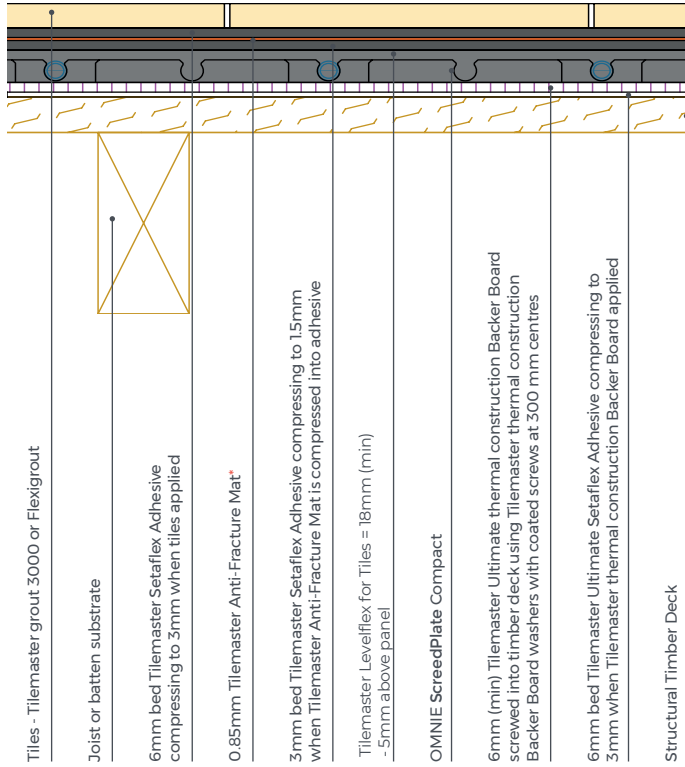 Tiles - Tilemaster grout 3000 or Flexigrout
Joist or batten substrate
6mm bed Tilemaster Setaflex Adhesive
compressing to 3mm when tiles applied
0.85mm Tilemaster Anti-Fracture Mat*
3mm bed Tilemaster Setaflex Adhesive compressing to 1.5mm
when Tilemaster Anti-Fracture Mat is compressed into adhesive
Tilemaster Levelflex for Tiles = 18mm (min)
- 5mm above panel
OMNIE ScreedPlate Compact
6mm (min) Tilemaster Ultimate thermal construction Backer Board
screwed into timber deck using Tilemaster thermal construction
Backer Board washers with coated screws at 300 mm centres
6mm bed Tilemaster Ultimate Setaflex Adhesive compressing to
3mm when Tilemaster thermal construction Backer Board applied
Structural Timber Deck